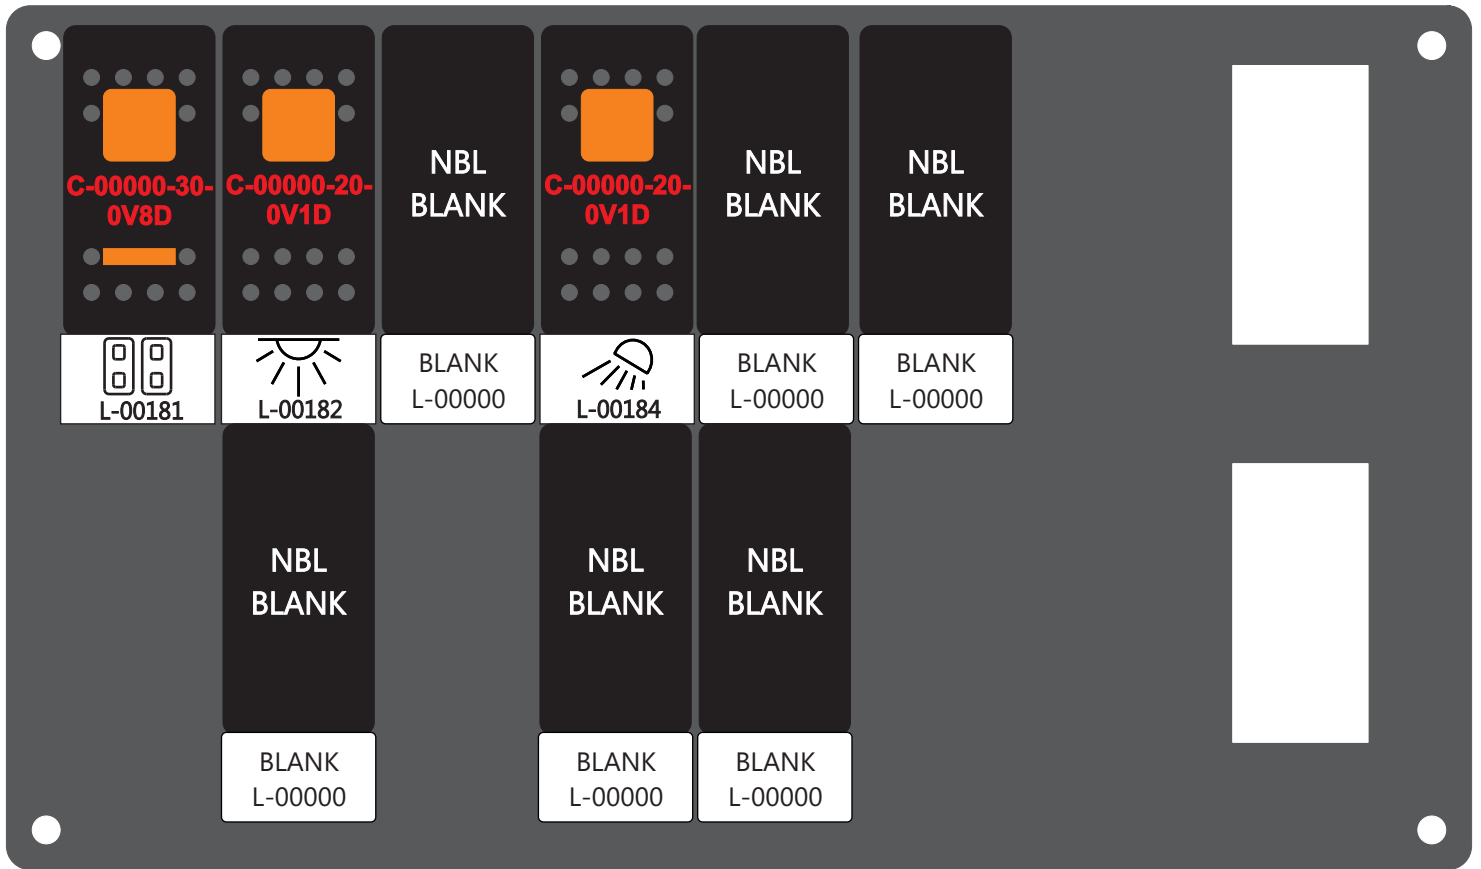 C-00000-30-
0V8D
C-00000-20-
0V1D
NBL
BLANK
C-00000-20-
0V1D
NBL
BLANK
NBL
BLANK
L-00181
L-00182
BLANK
L-00000
L-00184
BLANK
L-00000
BLANK
L-00000
NBL
BLANK
NBL
BLANK
NBL
BLANK
BLANK
L-00000
BLANK
L-00000
BLANK
L-00000